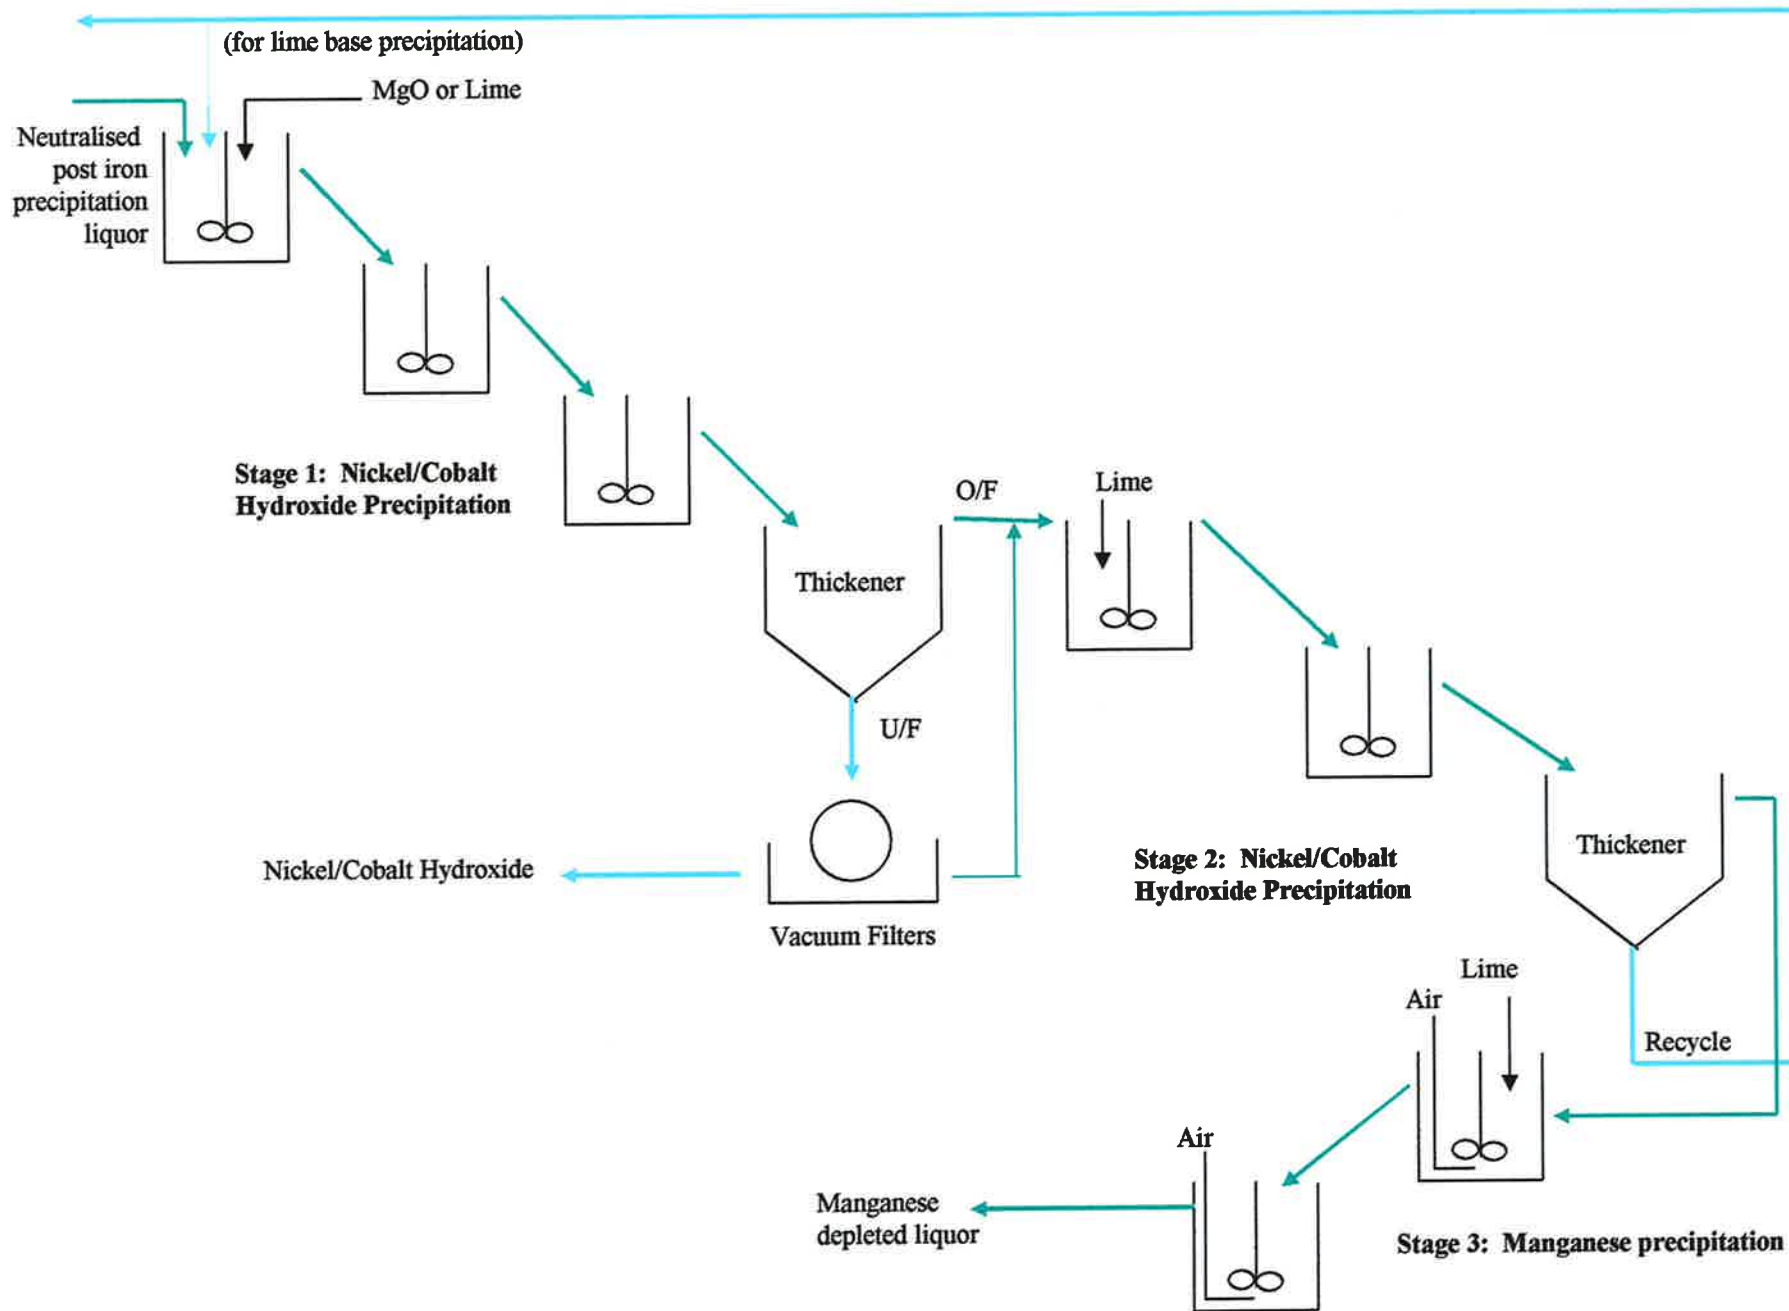 (for lime base precipitation)
MgO or Lime
Neutralised
post iron
precipitation
liquor
Stage 1: Nickel/Cobalt
Hydroxide Precipitation
O/F
Lime
Thickener
U/F
Nickel/Cobalt Hydroxide
Vacuum Filters
Stage 2: Nickel/Cobalt
Hydroxide Precipitation
Thickener
Lime
Air
Recycle
Air
Manganese
depleted liquor
Stage 3: Manganese precipitation